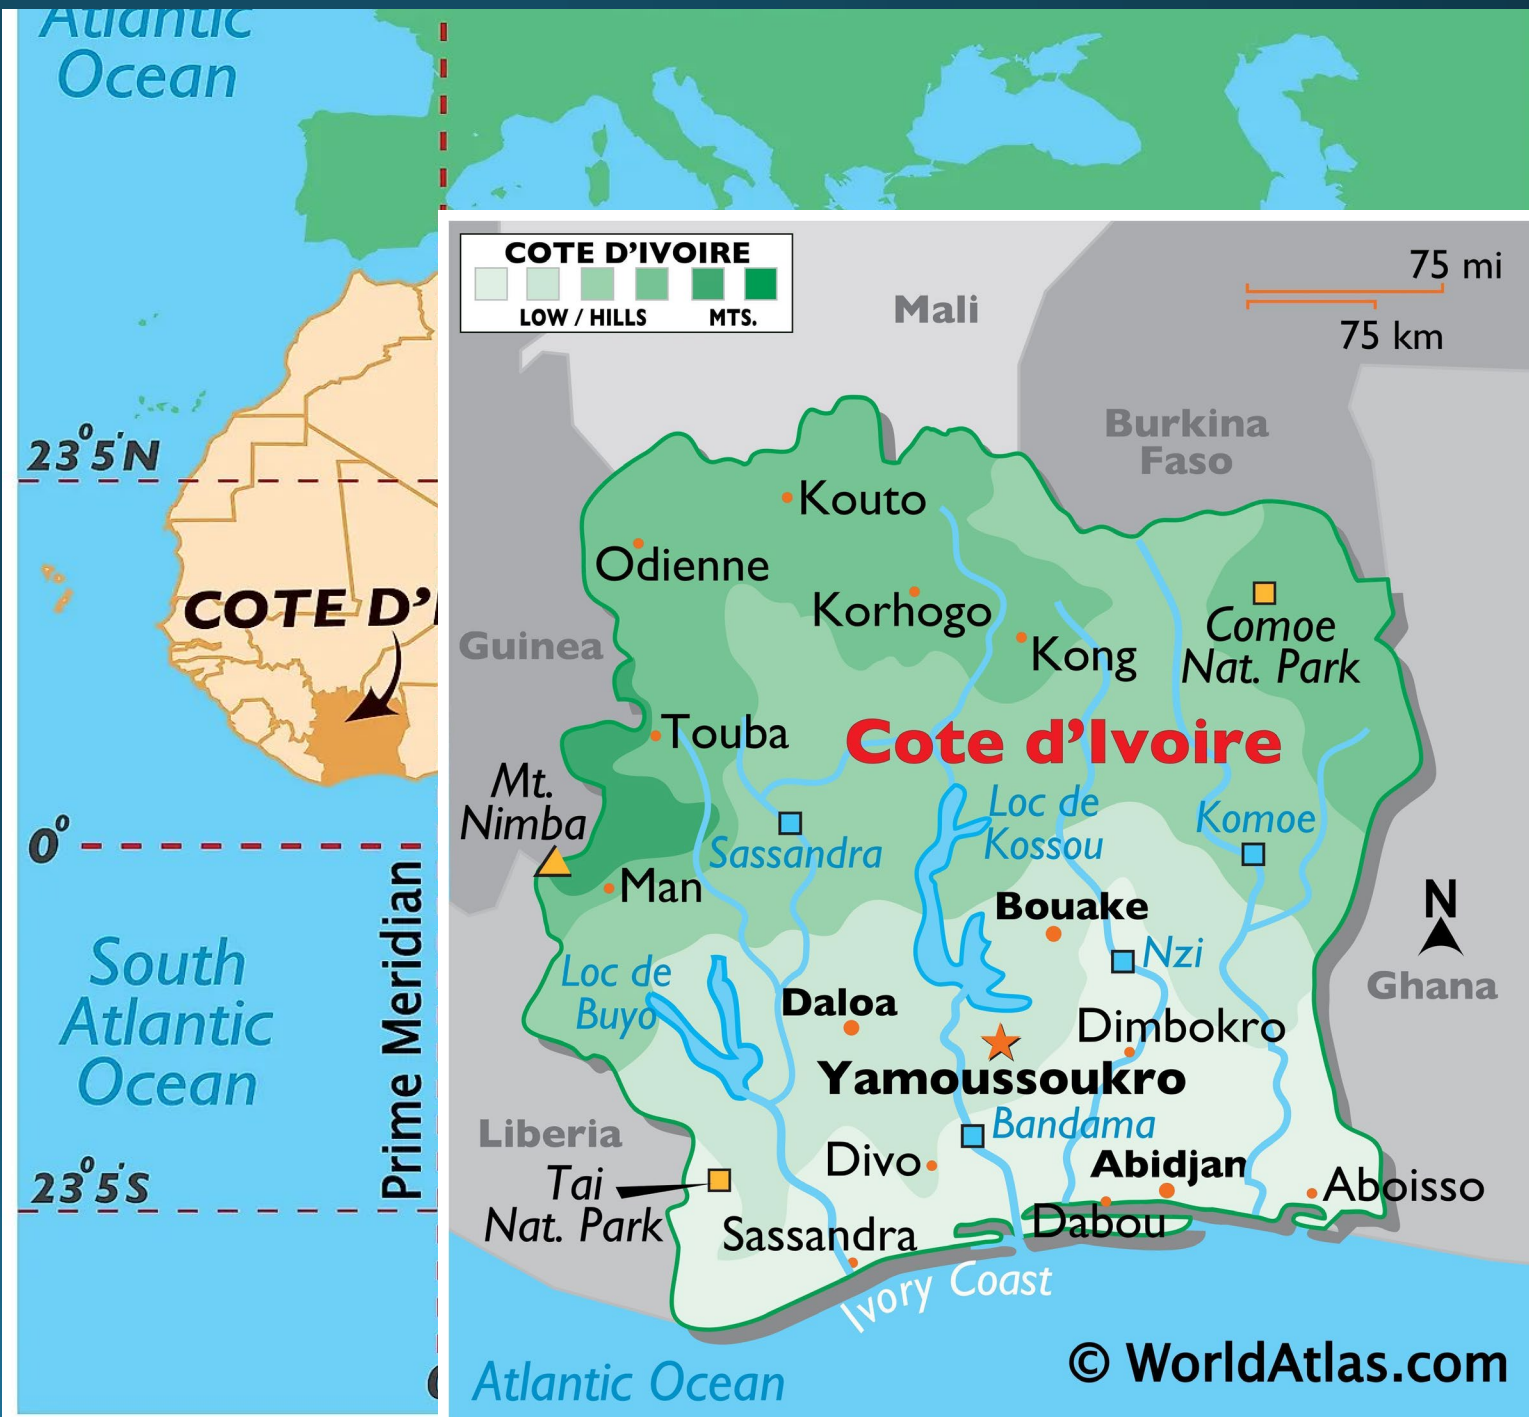 Atlantic
Ocean
COTE D'IVOIRE
LOW / HILLS
MTS.
75 mi
75 km
Mali
Burkina
Faso
23°5'N
Kouto
Odienne
Korhogo
Kong
Comoe
Nat. Park
COTE D'
Guinea
Touba
Cote d'Ivoire
Mt.
Nimba
Sassandra
Loc de
Kossou
Komoe
0°
Man
Bouake
N
Prime Meridian
South
Atlantic
Ocean
Loc de
Buyo
Daloa
Nzi
Ghana
Dimbokro
Yamoussoukro
Bandama
Liberia
Divo
Abidjan
23°5'S
Tai
Nat. Park
Aboisso
Sassandra
Dabou
Ivory Coast
Atlantic Ocean
© WorldAtlas.com